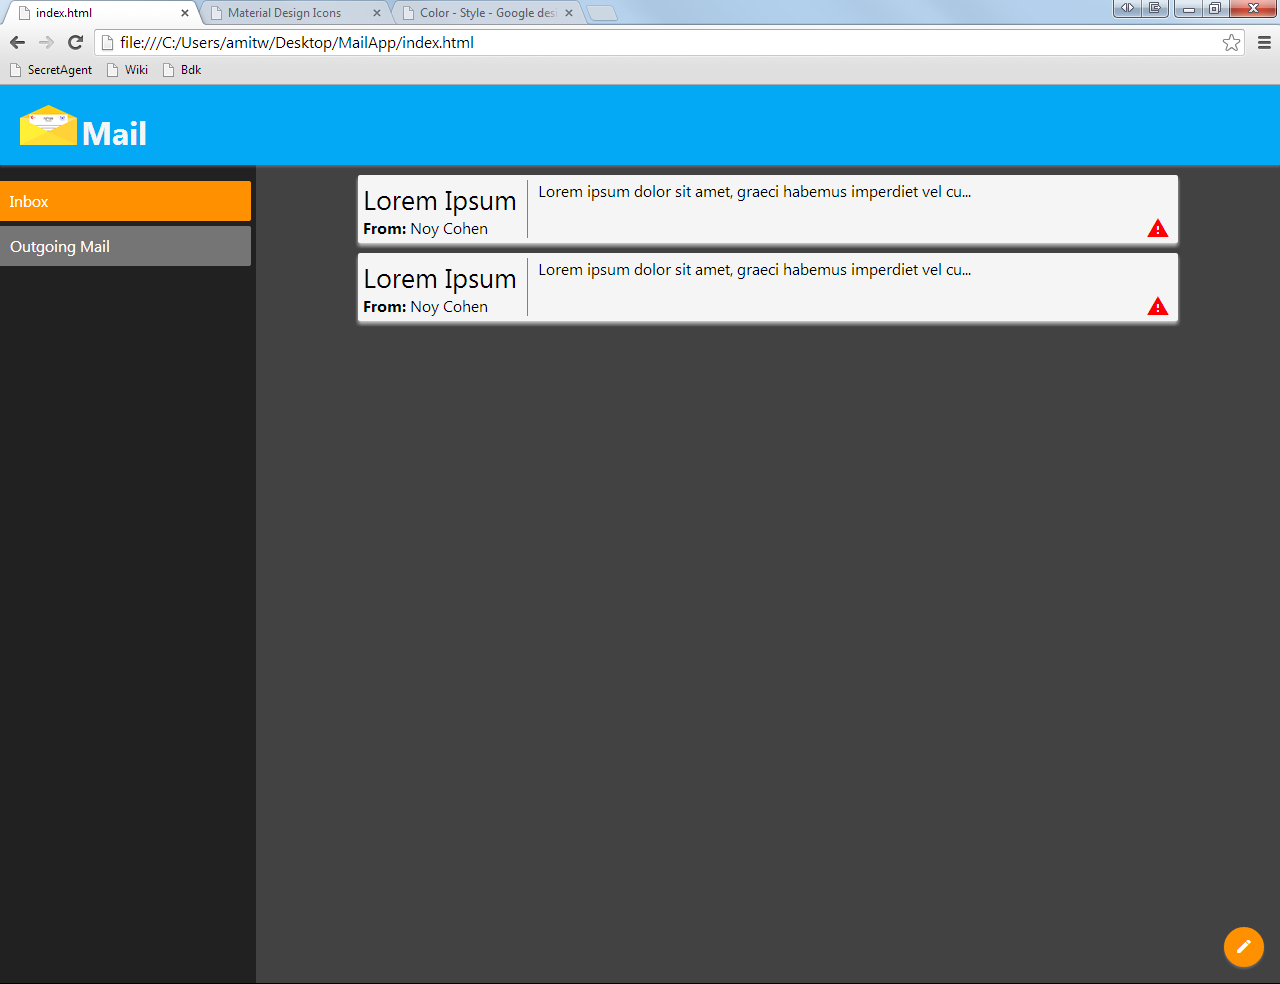 index.html
Material Design Icons
Color - Style - Google desi
file:///C:/Users/amitw/Desktop/MailApp/index.html
SecretAgent
Wiki
Bdk
Mail
Inbox
Outgoing Mail
Lorem Ipsum
From: Noy Cohen
Lorem ipsum dolor sit amet, graeci habemus imperdiet vel cu...
Lorem Ipsum
From: Noy Cohen
Lorem ipsum dolor sit amet, graeci habemus imperdiet vel cu...